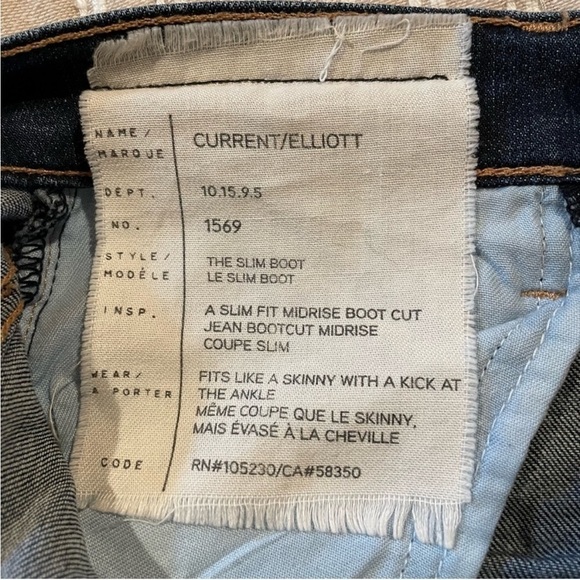 NAME/ CURRENT/ELLIOTT
MARQUE
DEPT. 10.15.9.5
NO. 1569
STYLE/ THE SLIM BOOT
MODÈLE LE SLIM BOOT
INSP. A SLIM FIT MIDRISE BOOT CUT
JEAN BOOTCUT MIDRISE
COUPE SLIM
WEAR/ FITS LIKE A SKINNY WITH A KICK AT
À PORTER THE ANKLE
MÊME COUPE QUE LE SKINNY,
MAIS ÉVASÉ À LA CHEVILLE
CODE RN#105230/CA#58350